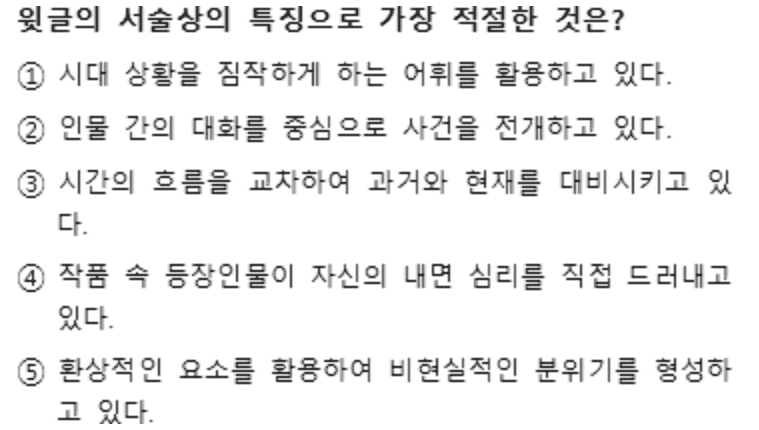 윗글의 서술상의 특징으로 가장 적절한 것은?
① 시대 상황을 짐작하게 하는 어휘를 활용하고 있다.
② 인물 간의 대화를 중심으로 사건을 전개하고 있다.
③ 시간의 흐름을 교차하여 과거와 현재를 대비시키고 있
다.
④ 작품 속 등장인물이 자신의 내면 심리를 직접 드러내고
있다.
⑤ 환상적인 요소를 활용하여 비현실적인 분위기를 형성하
고 있다.